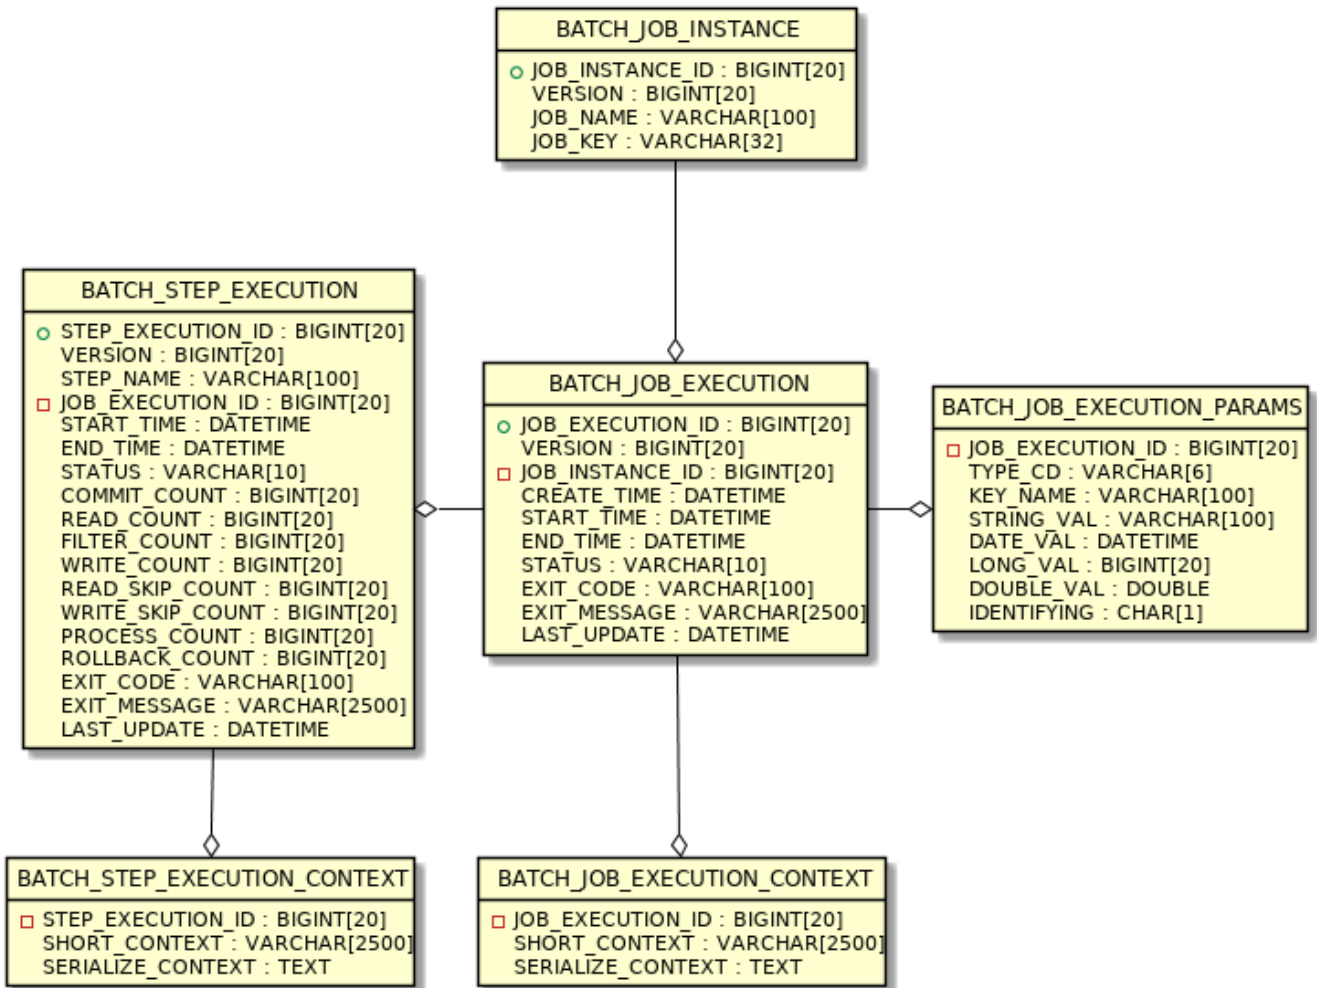 BATCH_JOB_INSTANCE
JOB_INSTANCE_ID : BIGINT[20]
VERSION : BIGINT[20]
JOB_NAME : VARCHAR[100]
JOB_KEY : VARCHAR[32]
BATCH_STEP_EXECUTION
STEP_EXECUTION_ID : BIGINT[20]
VERSION : BIGINT[20]
STEP_NAME : VARCHAR[100]
JOB_EXECUTION_ID : BIGINT[20]
START_TIME : DATETIME
END_TIME : DATETIME
STATUS : VARCHAR[10]
COMMIT_COUNT : BIGINT[20]
READ_COUNT : BIGINT[20]
FILTER_COUNT : BIGINT[20]
WRITE_COUNT : BIGINT[20]
READ_SKIP_COUNT : BIGINT[20]
WRITE_SKIP_COUNT : BIGINT[20]
PROCESS_COUNT : BIGINT[20]
ROLLBACK_COUNT : BIGINT[20]
EXIT_CODE : VARCHAR[100]
EXIT_MESSAGE : VARCHAR[2500]
LAST_UPDATE : DATETIME
BATCH_JOB_EXECUTION
JOB_EXECUTION_ID : BIGINT[20]
VERSION : BIGINT[20]
JOB_INSTANCE_ID : BIGINT[20]
CREATE_TIME : DATETIME
START_TIME : DATETIME
END_TIME : DATETIME
STATUS : VARCHAR[10]
EXIT_CODE : VARCHAR[100]
EXIT_MESSAGE : VARCHAR[2500]
LAST_UPDATE : DATETIME
BATCH_JOB_EXECUTION_PARAMS
JOB_EXECUTION_ID : BIGINT[20]
TYPE_CD : VARCHAR[6]
KEY_NAME : VARCHAR[100]
STRING_VAL : VARCHAR[100]
DATE_VAL : DATETIME
LONG_VAL : BIGINT[20]
DOUBLE_VAL : DOUBLE
IDENTIFYING : CHAR[1]
BATCH_STEP_EXECUTION_CONTEXT
STEP_EXECUTION_ID : BIGINT[20]
SHORT_CONTEXT : VARCHAR[2500]
SERIALIZE_CONTEXT : TEXT
BATCH_JOB_EXECUTION_CONTEXT
JOB_EXECUTION_ID : BIGINT[20]
SHORT_CONTEXT : VARCHAR[2500]
SERIALIZE_CONTEXT : TEXT